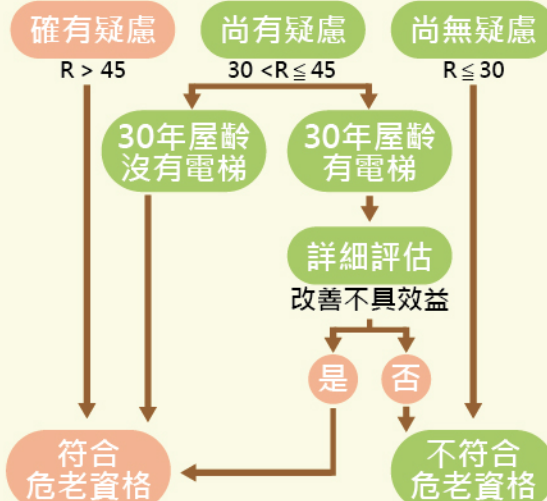 確有疑慮
R > 45
尚有疑慮
30 <R≦45
尚無疑慮
R≦30
30年屋齡
沒有電梯
30年屋齡
有電梯
詳細評估
改善不具效益
是
否
符合
危老資格
不符合
危老資格